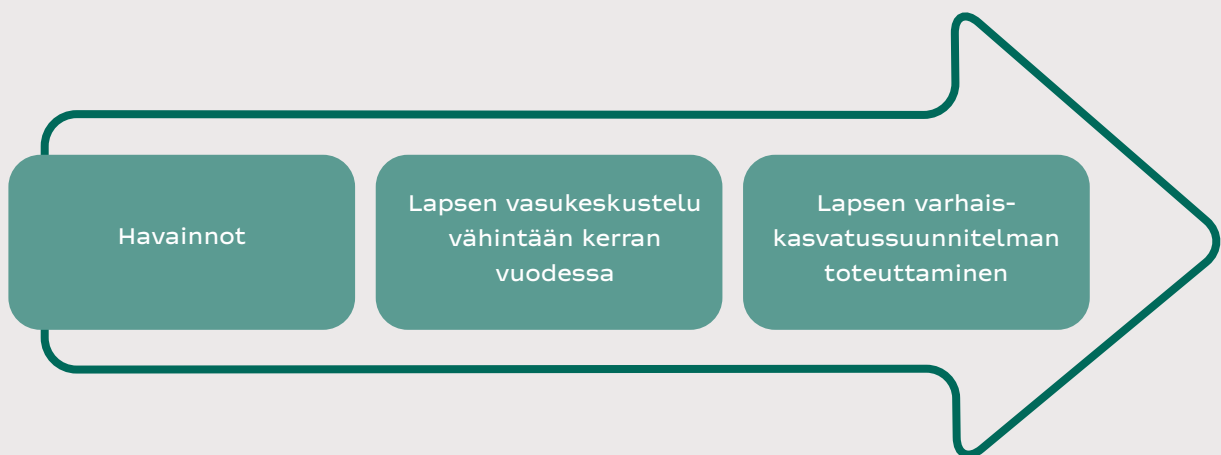 Havainnot
Lapsen vasukeskustelu
vähintään kerran
vuodessa
Lapsen varhais-
kasvatussuunnitelman
toteuttaminen